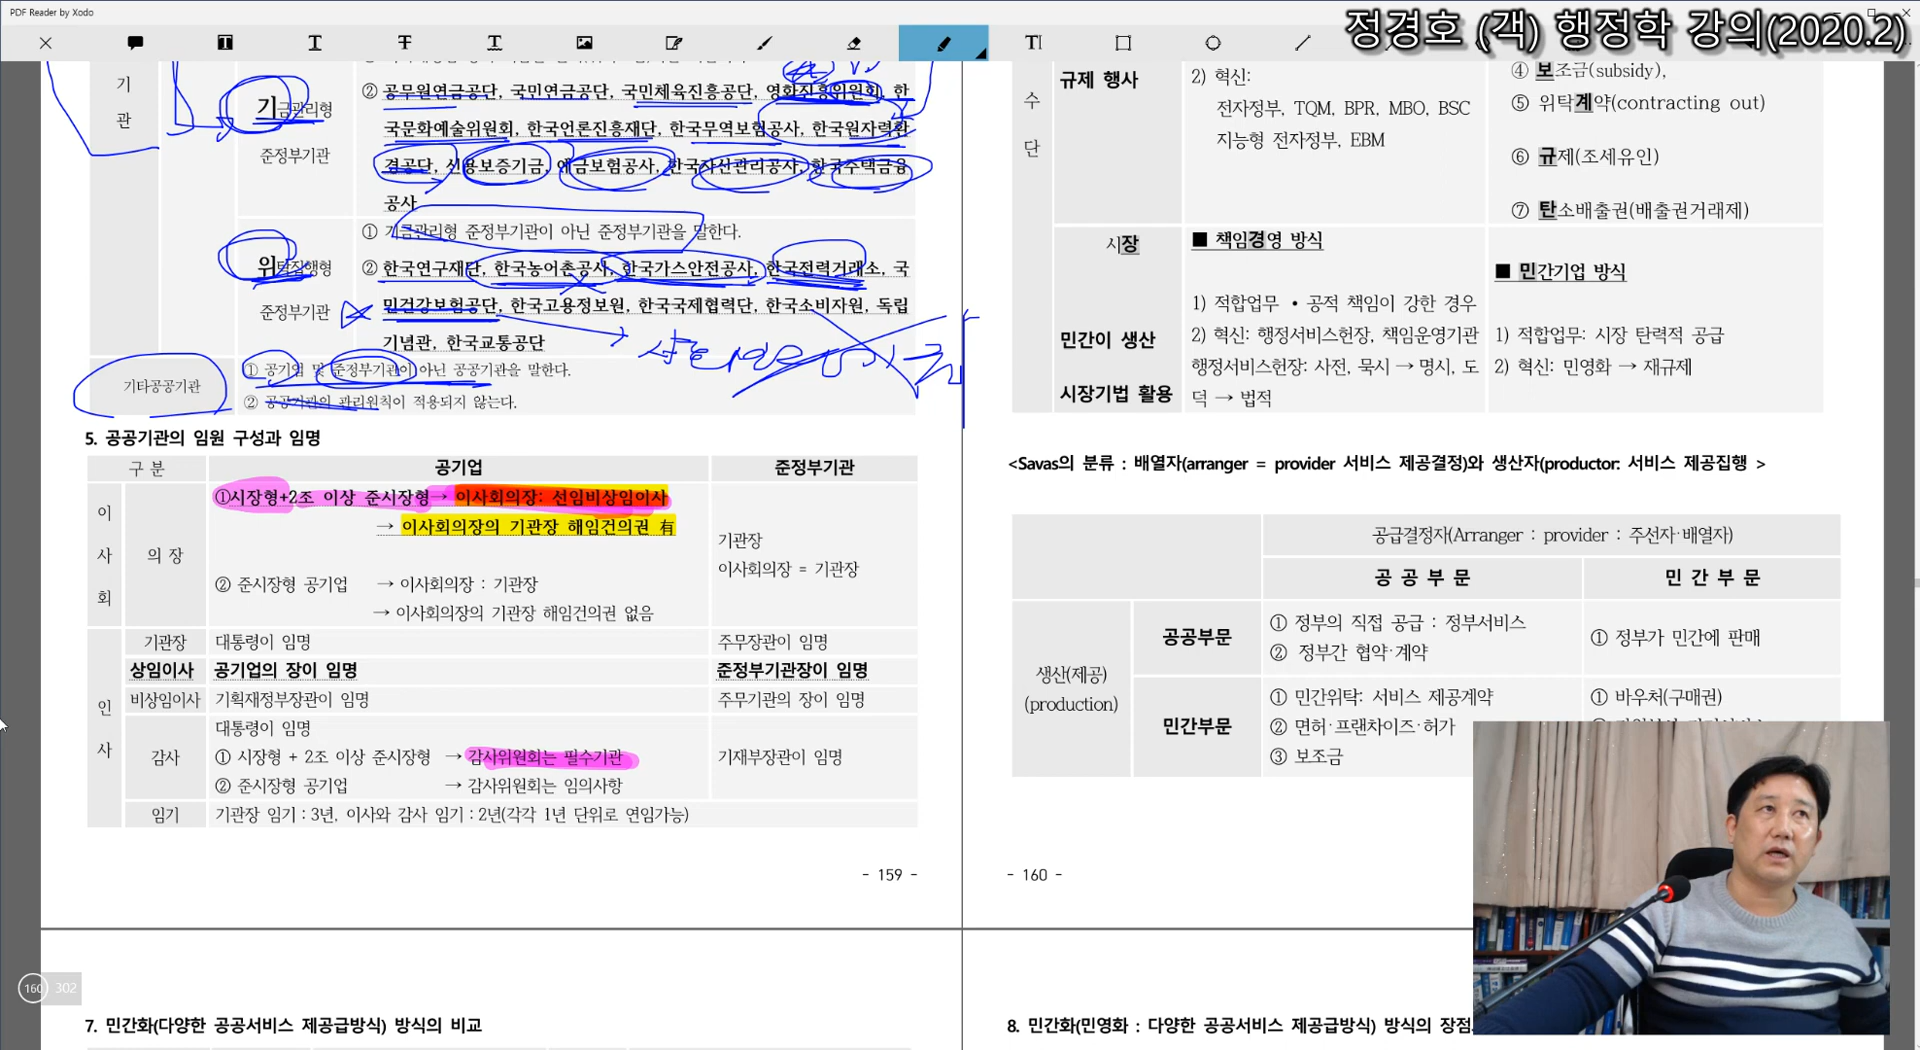 PDF Reader by Xodo
정경호 (객) 행정학 강의(2020.2)
기
관
기금관리형
준정부기관
② 공무원연금공단, 국민연금공단, 국민체육진흥공단, 영화진흥위원회, 한
국문화예술위원회, 한국언론진흥재단, 한국무역보험공사, 한국원자력환
경공단, 신용보증기금, 예금보험공사, 한국자산관리공사, 한국주택금융
공사
위탁집행형
준정부기관
① 기금관리형 준정부기관이 아닌 준정부기관을 말한다.
② 한국연구재단, 한국농어촌공사, 한국가스안전공사, 한국전력거래소, 국
민건강보험공단, 한국고용정보원, 한국국제협력단, 한국소비자원, 독립
기념관, 한국교통공단
기타공공기관
① 공기업 및 준정부기관이 아닌 공공기관을 말한다.
② 공공기관의 관리원칙이 적용되지 않는다.
5. 공공기관의 임원 구성과 임명
구 분
공기업
준정부기관
이
사
회
의 장
①시장형+2조 이상 준시장형→ 이사회의장: 선임비상임이사
→ 이사회의장의 기관장 해임건의권 有
② 준시장형 공기업 → 이사회의장 : 기관장
→ 이사회의장의 기관장 해임건의권 없음
기관장
이사회의장 = 기관장
인
사
기관장
대통령이 임명
주무장관이 임명
상임이사
공기업의 장이 임명
준정부기관장이 임명
비상임이사
기획재정부장관이 임명
주무기관의 장이 임명
감사
대통령이 임명
① 시장형 + 2조 이상 준시장형 → 감사위원회는 필수기관
② 준시장형 공기업 → 감사위원회는 임의사항
기재부장관이 임명
임기
기관장 임기 : 3년, 이사와 감사 임기 : 2년(각각 1년 단위로 연임가능)
- 159 -
160 302
7. 민간화(다양한 공공서비스 제공급방식) 방식의 비교
수
단
규제 행사
2) 혁신:
전자정부, TQM, BPR, MBO, BSC
지능형 전자정부, EBM
④ 보조금(subsidy),
⑤ 위탁계약(contracting out)
⑥ 규제(조세유인)
⑦ 탄소배출권(배출권거래제)
시장
민간이 생산
시장기법 활용
■ 책임경영 방식
1) 적합업무 • 공적 책임이 강한 경우
2) 혁신: 행정서비스헌장, 책임운영기관
행정서비스헌장: 사전, 묵시 → 명시, 도
덕 → 법적
■ 민간기업 방식
1) 적합업무: 시장 탄력적 공급
2) 혁신: 민영화 → 재규제
<Savas의 분류 : 배열자(arranger = provider 서비스 제공결정)와 생산자(productor: 서비스 제공집행 >
공급결정자(Arranger : provider : 주선자·배열자)
공 공 부 문
민 간 부 문
생산(제공)
(production)
공공부문
① 정부의 직접 공급 : 정부서비스
② 정부간 협약·계약
① 정부가 민간에 판매
민간부문
① 민간위탁: 서비스 제공계약
② 면허·프랜차이즈·허가
③ 보조금
① 바우처(구매권)
- 160 -
8. 민간화(민영화 : 다양한 공공서비스 제공급방식) 방식의 장점